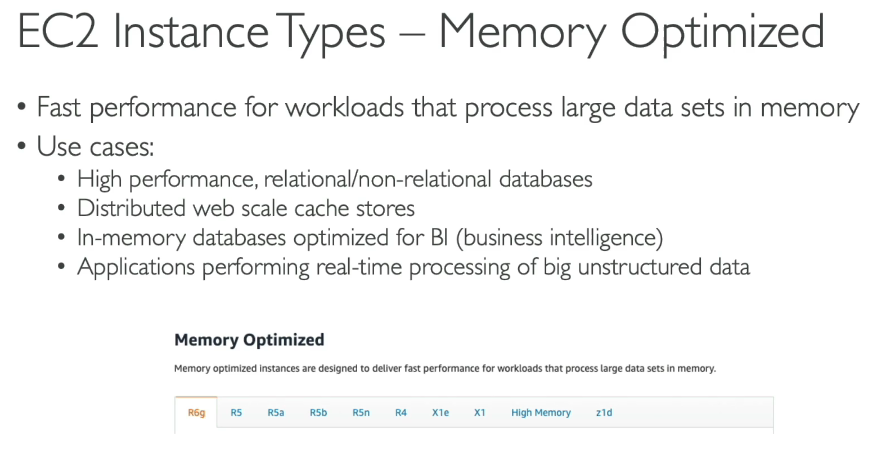 EC2 Instance Types – Memory Optimized
• Fast performance for workloads that process large data sets in memory
• Use cases:
• High performance, relational/non-relational databases
• Distributed web scale cache stores
• In-memory databases optimized for BI (business intelligence)
• Applications performing real-time processing of big unstructured data
Memory Optimized
Memory optimized instances are designed to deliver fast performance for workloads that process large data sets in memory.
R6g R5 R5a R5b R5n R4 X1e X1 High Memory z1d